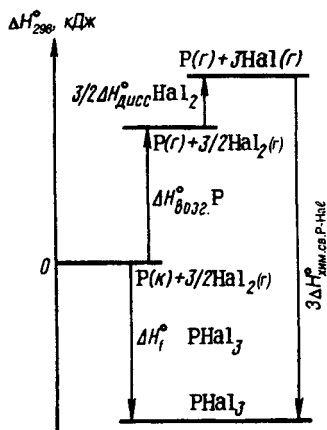 ΔH°₂₉₈, кДж
P(г) + 3Hal(г)
3/2ΔH°дисс Hal₂
P(г) + 3/2Hal₂(г)
ΔH°возг. P
3ΔH°хим.св.P-Hal
0
P(к) + 3/2Hal₂(г)
ΔH°f PHal₃
PHal₃